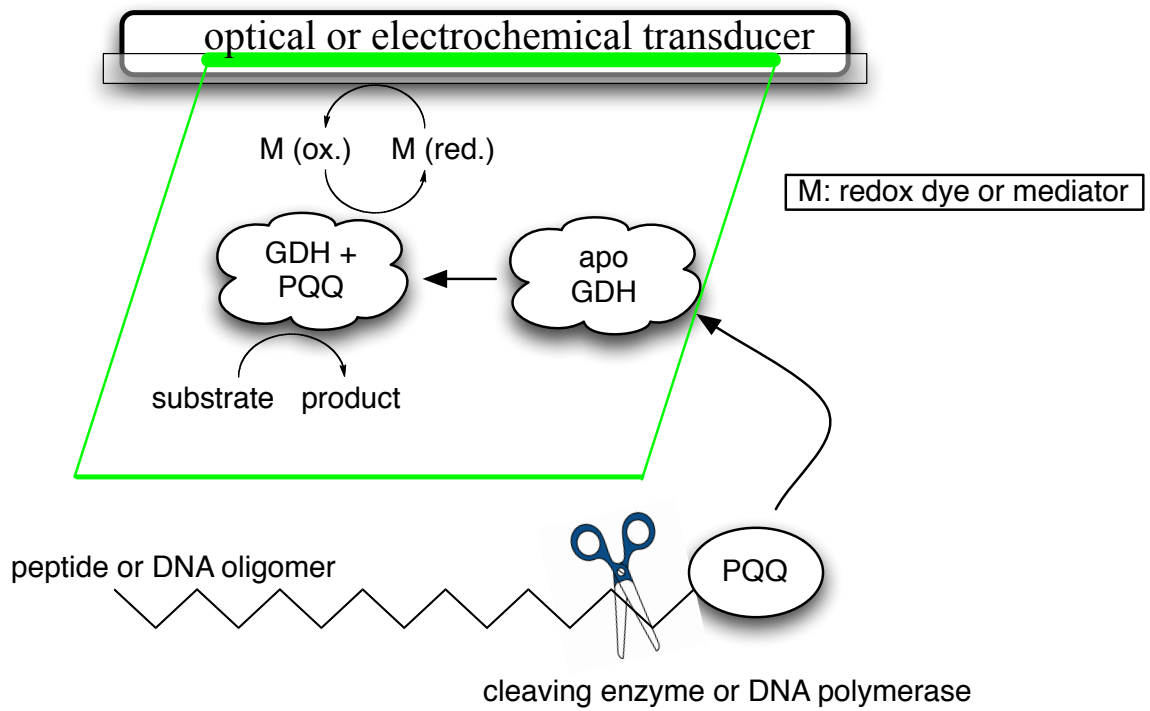 optical or electrochemical transducer
M (ox.) M (red.)
M: redox dye or mediator
GDH +
PQQ
apo
GDH
substrate product
peptide or DNA oligomer
PQQ
cleaving enzyme or DNA polymerase